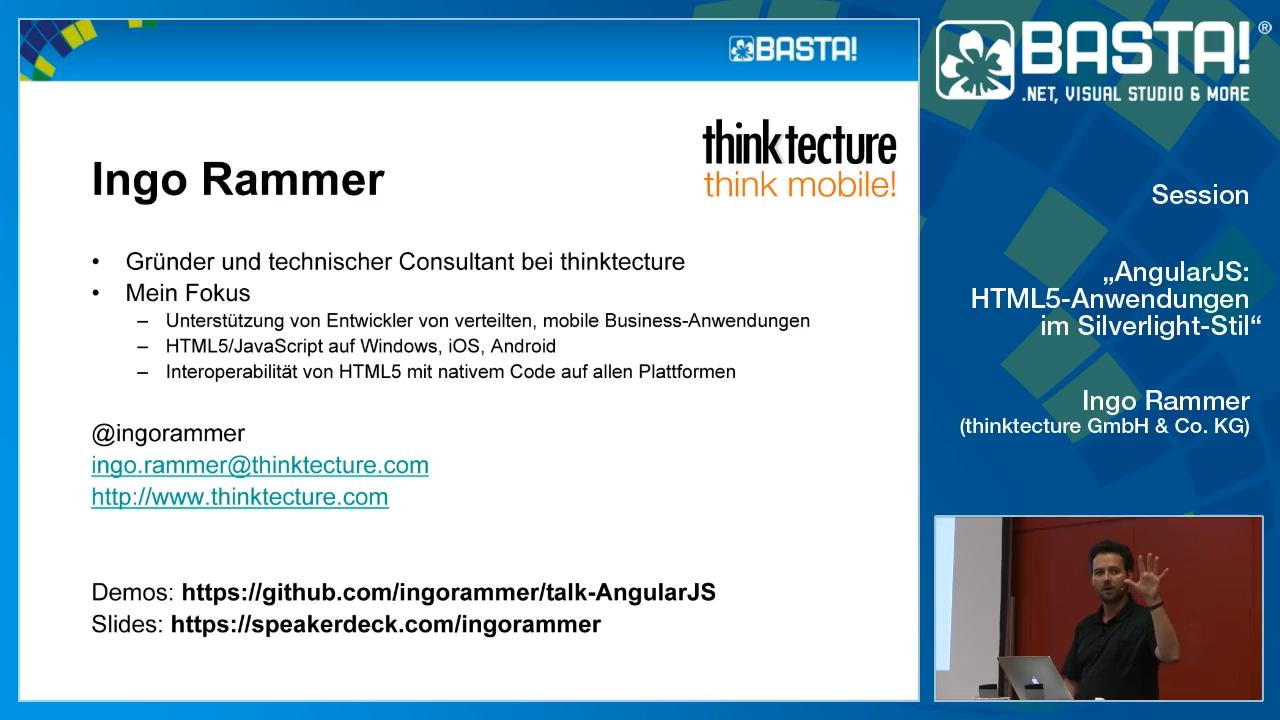 BASTA!
thinktecture
think mobile!
Ingo Rammer
• Gründer und technischer Consultant bei thinktecture
• Mein Fokus
– Unterstützung von Entwickler von verteilten, mobile Business-Anwendungen
– HTML5/JavaScript auf Windows, iOS, Android
– Interoperabilität von HTML5 mit nativem Code auf allen Plattformen
@ingorammer
ingo.rammer@thinktecture.com
http://www.thinktecture.com
Demos: https://github.com/ingorammer/talk-AngularJS
Slides: https://speakerdeck.com/ingorammer
BASTA!®
.NET, VISUAL STUDIO & MORE
Session
„AngularJS:
HTML5-Anwendungen
im Silverlight-Stil“
Ingo Rammer
(thinktecture GmbH & Co. KG)